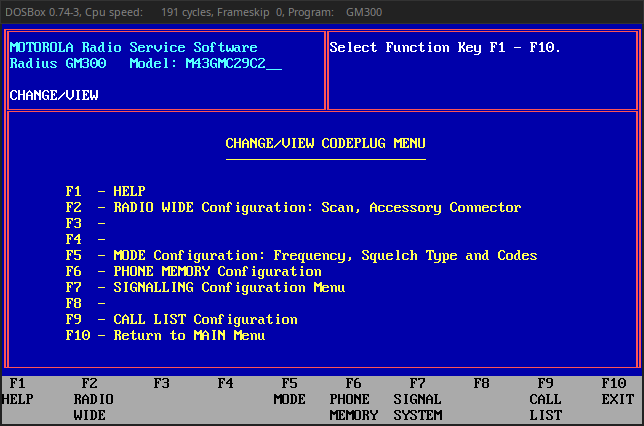 DOSBox 0.74-3, Cpu speed: 191 cycles, Frameskip 0, Program: GM300
MOTOROLA Radio Service Software
Radius GM300 Model: M43GMC29C2__
CHANGE/VIEW
Select Function Key F1 - F10.
CHANGE/VIEW CODEPLUG MENU
F1 - HELP
F2 - RADIO WIDE Configuration: Scan, Accessory Connector
F3 -
F4 -
F5 - MODE Configuration: Frequency, Squelch Type and Codes
F6 - PHONE MEMORY Configuration
F7 - SIGNALLING Configuration Menu
F8 -
F9 - CALL LIST Configuration
F10 - Return to MAIN Menu
F1 F2 F3 F4 F5 F6 F7 F8 F9 F10
HELP RADIO MODE PHONE SIGNAL CALL EXIT
WIDE MEMORY SYSTEM LIST